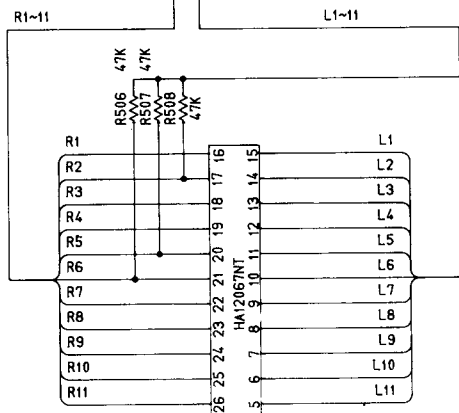 R1~11
L1~11
47K 47K
R506
R507
R508
47K
R1 16 15 L1
R2 17 14 L2
R3 18 13 L3
R4 19 12 L4
R5 20 11 L5
R6 21 10 L6
R7 22 9 L7
R8 23 8 L8
R9 24 7 L9
R10 25 6 L10
R11 26 5 L11
HA12067NT